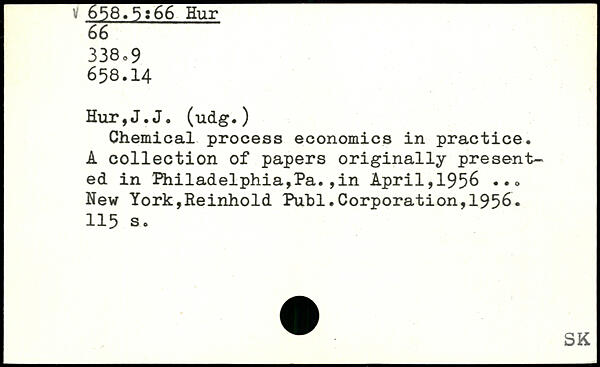 v 658.5:66 Hur
66
338.9
658.14
Hur,J.J. (udg.)
Chemical process economics in practice.
A collection of papers originally present-
ed in Philadelphia,Pa.,in April,1956 ...
New York,Reinhold Publ.Corporation,1956.
115 s.
SK